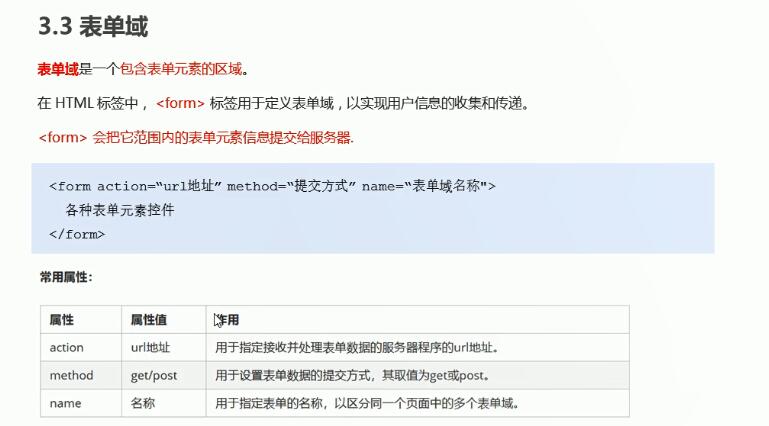 3.3 表单域
表单域是一个包含表单元素的区域。
在 HTML 标签中， <form> 标签用于定义表单域，以实现用户信息的收集和传递。
<form> 会把它范围内的表单元素信息提交给服务器.
<form action=“url地址” method=“提交方式” name=“表单域名称">
各种表单元素控件
</form>
常用属性：
属性 属性值 作用
action url地址 用于指定接收并处理表单数据的服务器程序的url地址。
method get/post 用于设置表单数据的提交方式，其取值为get或post。
name 名称 用于指定表单的名称，以区分同一个页面中的多个表单域。